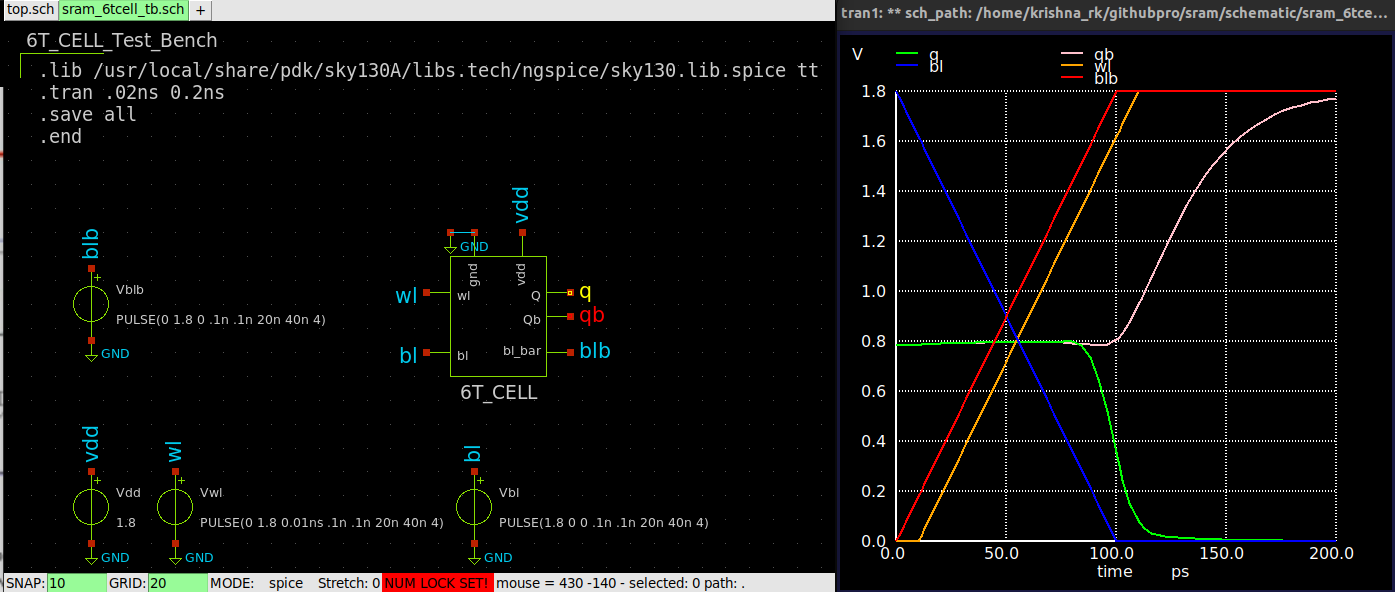 top.sch sram_6tcell_tb.sch +
6T_CELL_Test_Bench
.lib /usr/local/share/pdk/sky130A/libs.tech/ngspice/sky130.lib.spice tt
.tran .02ns 0.2ns
.save all
.end
blb
Vblb
PULSE(0 1.8 0 .1n .1n 20n 40n 4)
GND
vdd
GND
gnd
vdd
wl
wl
Q
q
Qb
qb
bl
bl
bl_bar
blb
6T_CELL
vdd
Vdd
1.8
GND
wl
Vwl
PULSE(0 1.8 0.01ns .1n .1n 20n 40n 4)
GND
bl
Vbl
PULSE(1.8 0 0 .1n .1n 20n 40n 4)
GND
SNAP: 10 GRID: 20 MODE: spice Stretch: 0 NUM LOCK SET! mouse = 430 -140 - selected: 0 path: .
tran1: ** sch_path: /home/krishna_rk/githubpro/sram/schematic/sram_6tce...
V
q
qb
bl
wl
blb
1.8
1.6
1.4
1.2
1.0
0.8
0.6
0.4
0.2
0.0
0.0 50.0 100.0 150.0 200.0
time ps